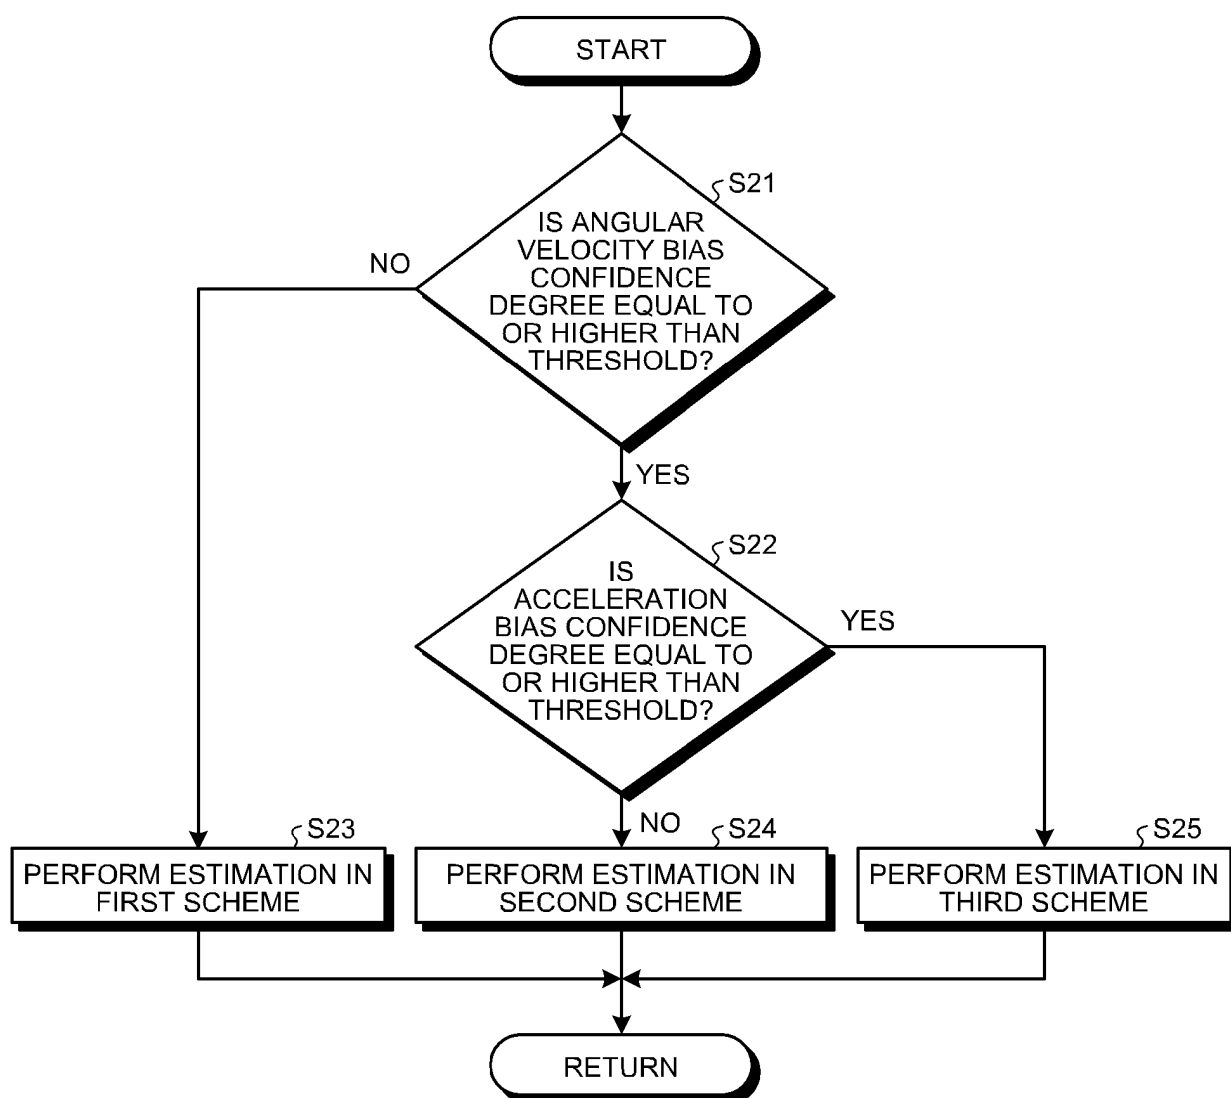 START
S21
IS ANGULAR
VELOCITY BIAS
CONFIDENCE
DEGREE EQUAL TO
OR HIGHER THAN
THRESHOLD?
NO
YES
S22
IS
ACCELERATION
BIAS CONFIDENCE
DEGREE EQUAL TO
OR HIGHER THAN
THRESHOLD?
YES
NO
S23
PERFORM ESTIMATION IN
FIRST SCHEME
S24
PERFORM ESTIMATION IN
SECOND SCHEME
S25
PERFORM ESTIMATION IN
THIRD SCHEME
RETURN